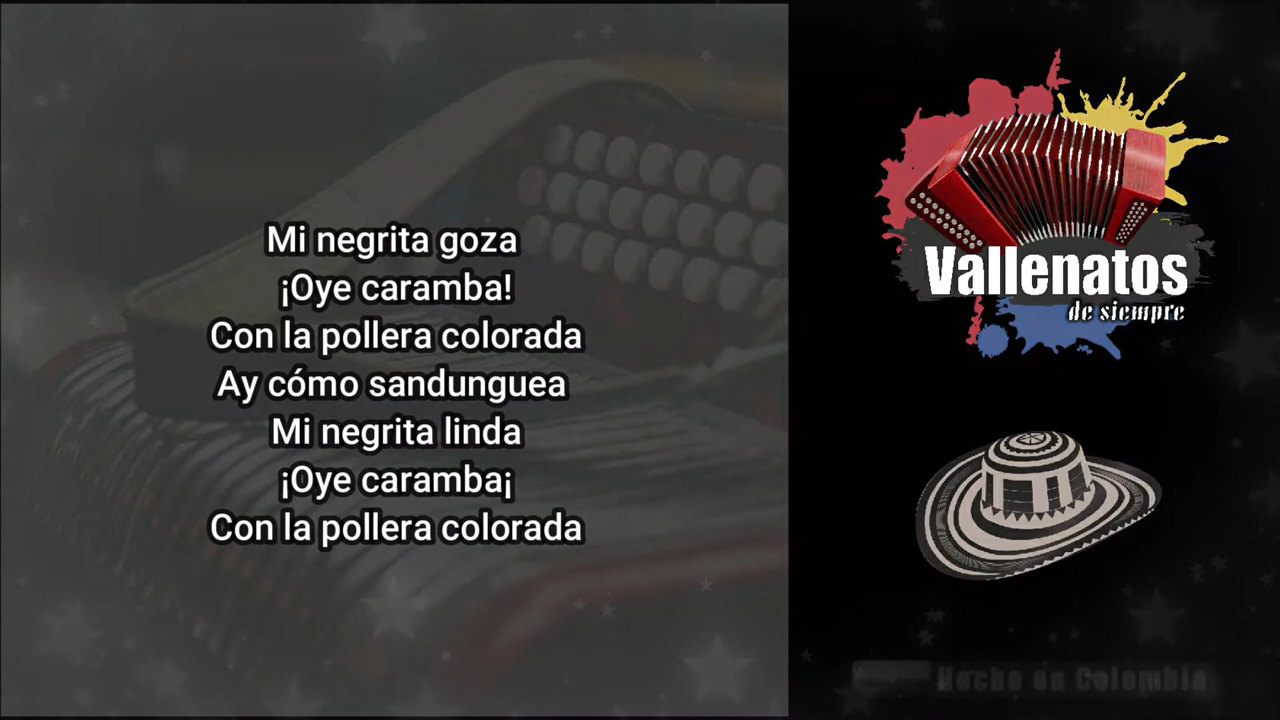 Mi negrita goza
¡Oye caramba!
Con la pollera colorada
Ay cómo sandunguea
Mi negrita linda
¡Oye caramba¡
Con la pollera colorada
Vallenatos
de siempre
Hecho en Colombia